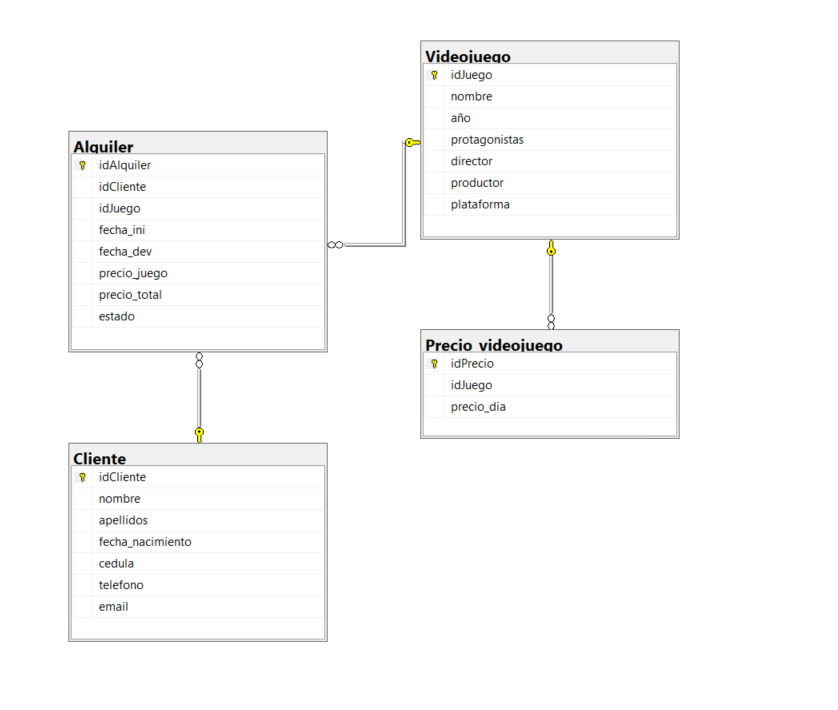 Videojuego
idJuego
nombre
año
protagonistas
director
productor
plataforma
Alquiler
idAlquiler
idCliente
idJuego
fecha_ini
fecha_dev
precio_juego
precio_total
estado
Precio_videojuego
idPrecio
idJuego
precio_dia
Cliente
idCliente
nombre
apellidos
fecha_nacimiento
cedula
telefono
email